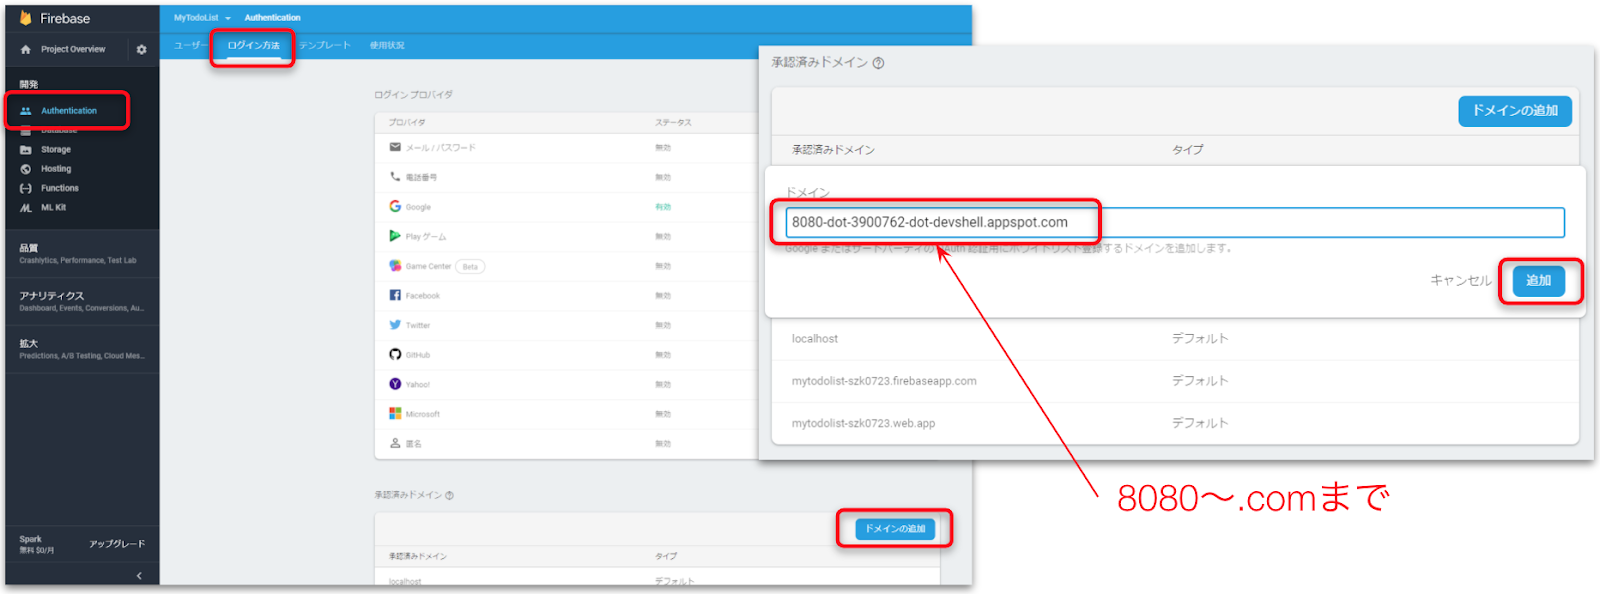 Firebase
Project Overview
開発
Authentication
Database
Storage
Hosting
Functions
ML Kit
品質
Crashlytics, Performance, Test Lab
アナリティクス
Dashboard, Events, Conversions, Au...
拡大
Predictions, A/B Testing, Cloud Mes...
Spark
無料 $0/月
アップグレード
MyTodoList
Authentication
ユーザー
ログイン方法
テンプレート
使用状況
ログイン プロバイダ
プロバイダ ステータス
メール / パスワード 無効
電話番号 無効
Google 有効
Play ゲーム 無効
Game Center Beta 無効
Facebook 無効
Twitter 無効
GitHub 無効
Yahoo! 無効
Microsoft 無効
匿名 無効
承認済みドメイン
ドメインの追加
承認済みドメイン タイプ
localhost デフォルト
承認済みドメイン
ドメインの追加
承認済みドメイン タイプ
ドメイン
8080-dot-3900762-dot-devshell.appspot.com
Google またはサードパーティの OAuth 認証用にホワイトリスト登録するドメインを追加します。
キャンセル 追加
localhost デフォルト
mytodolist-szk0723.firebaseapp.com デフォルト
mytodolist-szk0723.web.app デフォルト
8080〜.comまで